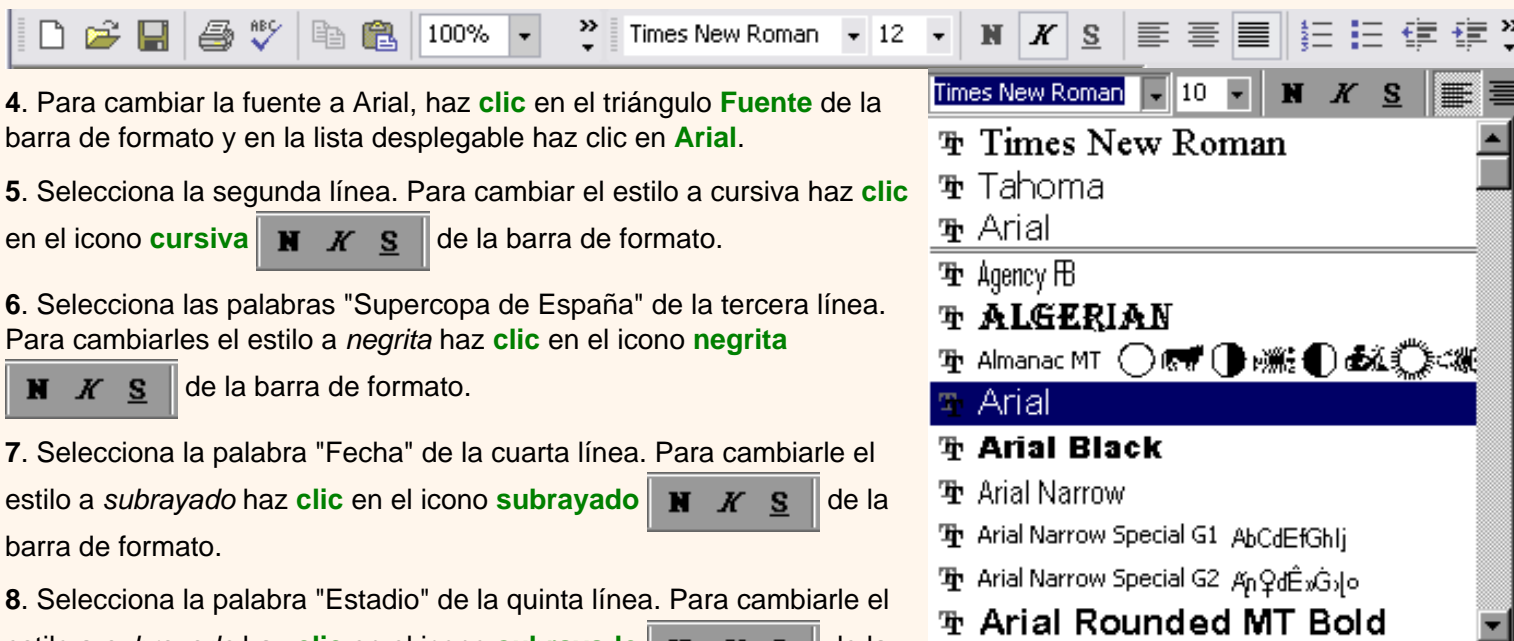 ABC 100% Times New Roman 12 N K S
4. Para cambiar la fuente a Arial, haz clic en el triángulo Fuente de la
barra de formato y en la lista desplegable haz clic en Arial.
5. Selecciona la segunda línea. Para cambiar el estilo a cursiva haz clic
en el icono cursiva N K S de la barra de formato.
6. Selecciona las palabras "Supercopa de España" de la tercera línea.
Para cambiarles el estilo a negrita haz clic en el icono negrita
N K S de la barra de formato.
7. Selecciona la palabra "Fecha" de la cuarta línea. Para cambiarle el
estilo a subrayado haz clic en el icono subrayado N K S de la
barra de formato.
8. Selecciona la palabra "Estadio" de la quinta línea. Para cambiarle el
Times New Roman 10 N K S
Times New Roman
Tahoma
Arial
Agency FB
ALGERIAN
Almanac MT
Arial
Arial Black
Arial Narrow
Arial Narrow Special G1 AbCdEfGhIj
Arial Narrow Special G2
Arial Rounded MT Bold